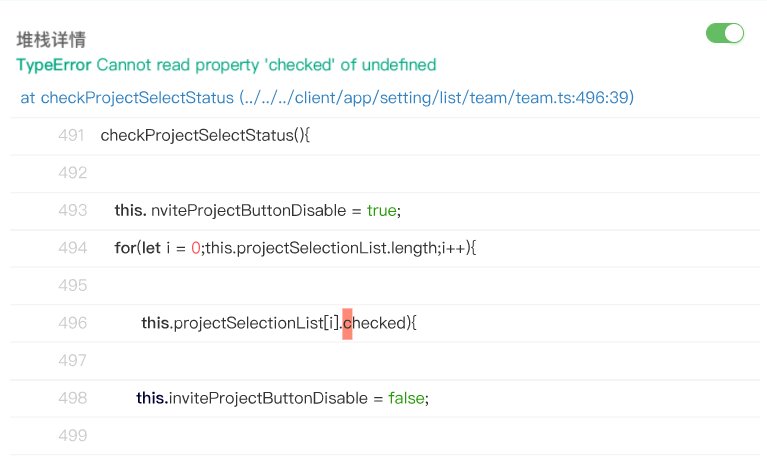 堆栈详情
TypeError Cannot read property 'checked' of undefined
at checkProjectSelectStatus (../../../client/app/setting/list/team/team.ts:496:39)
491 checkProjectSelectStatus(){
492
493 this. nviteProjectButtonDisable = true;
494 for(let i = 0;this.projectSelectionList.length;i++){
495
496 this.projectSelectionList[i].checked){
497
498 this.inviteProjectButtonDisable = false;
499